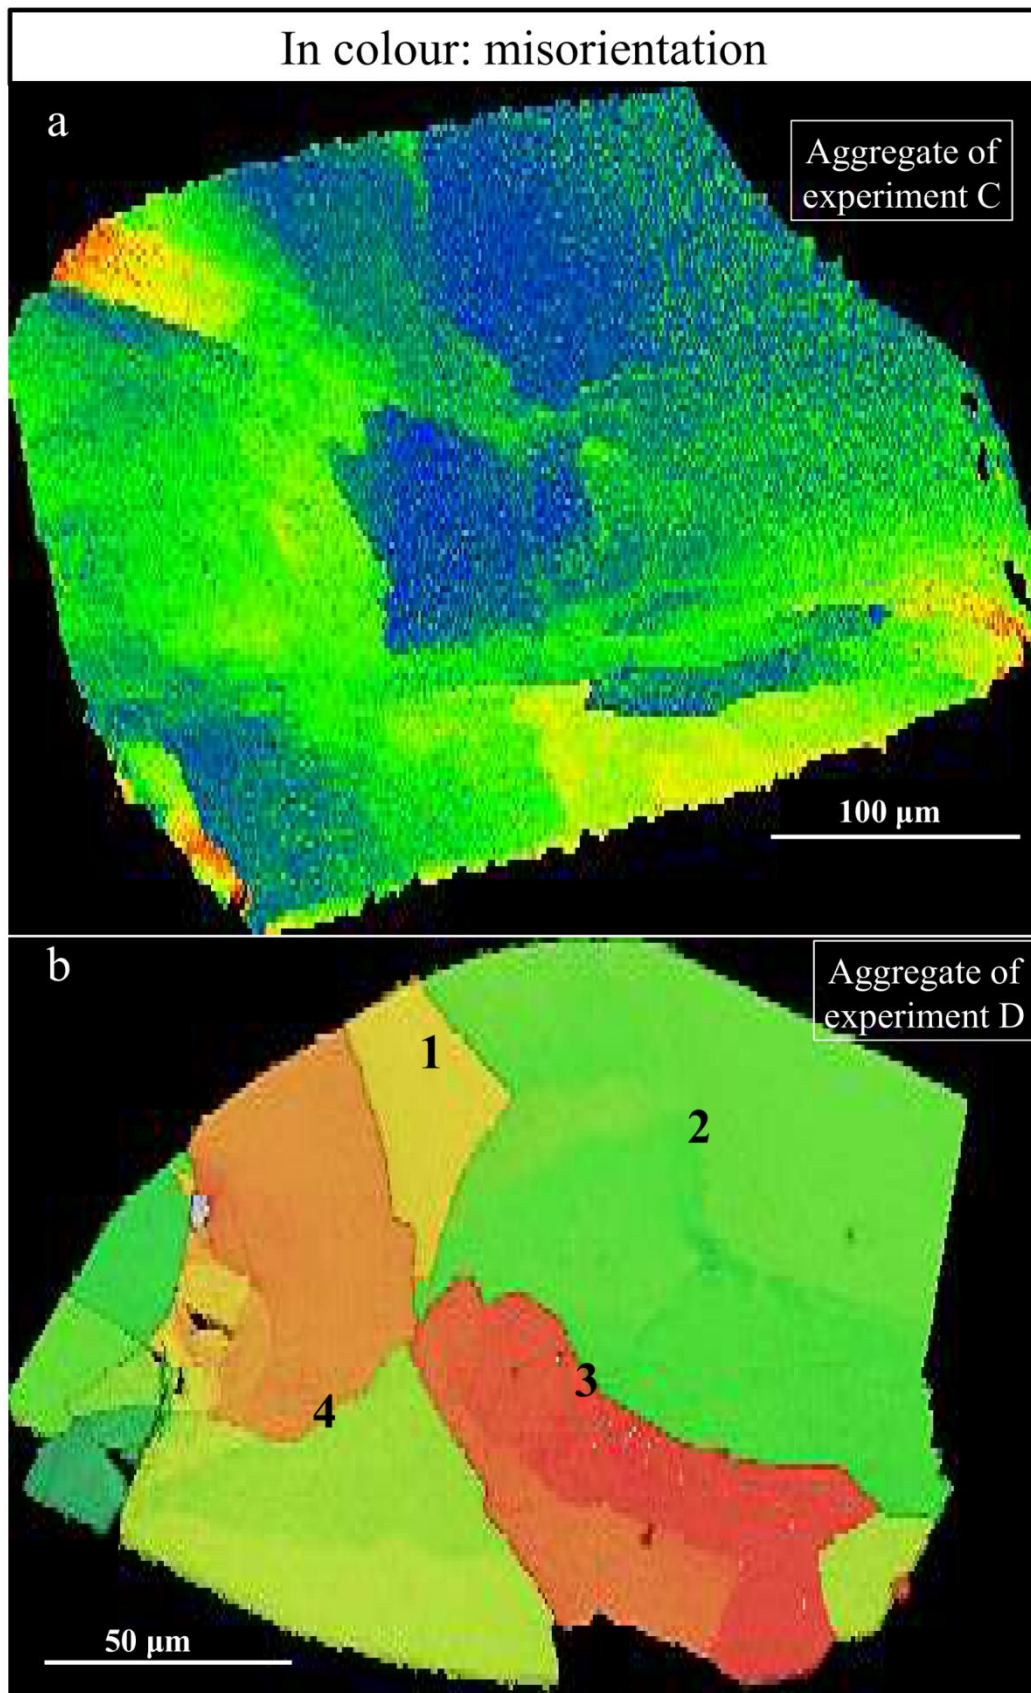 In colour: misorientation
a
Aggregate of
experiment C
100 µm
b
Aggregate of
experiment D
1
2
3
4
50 µm